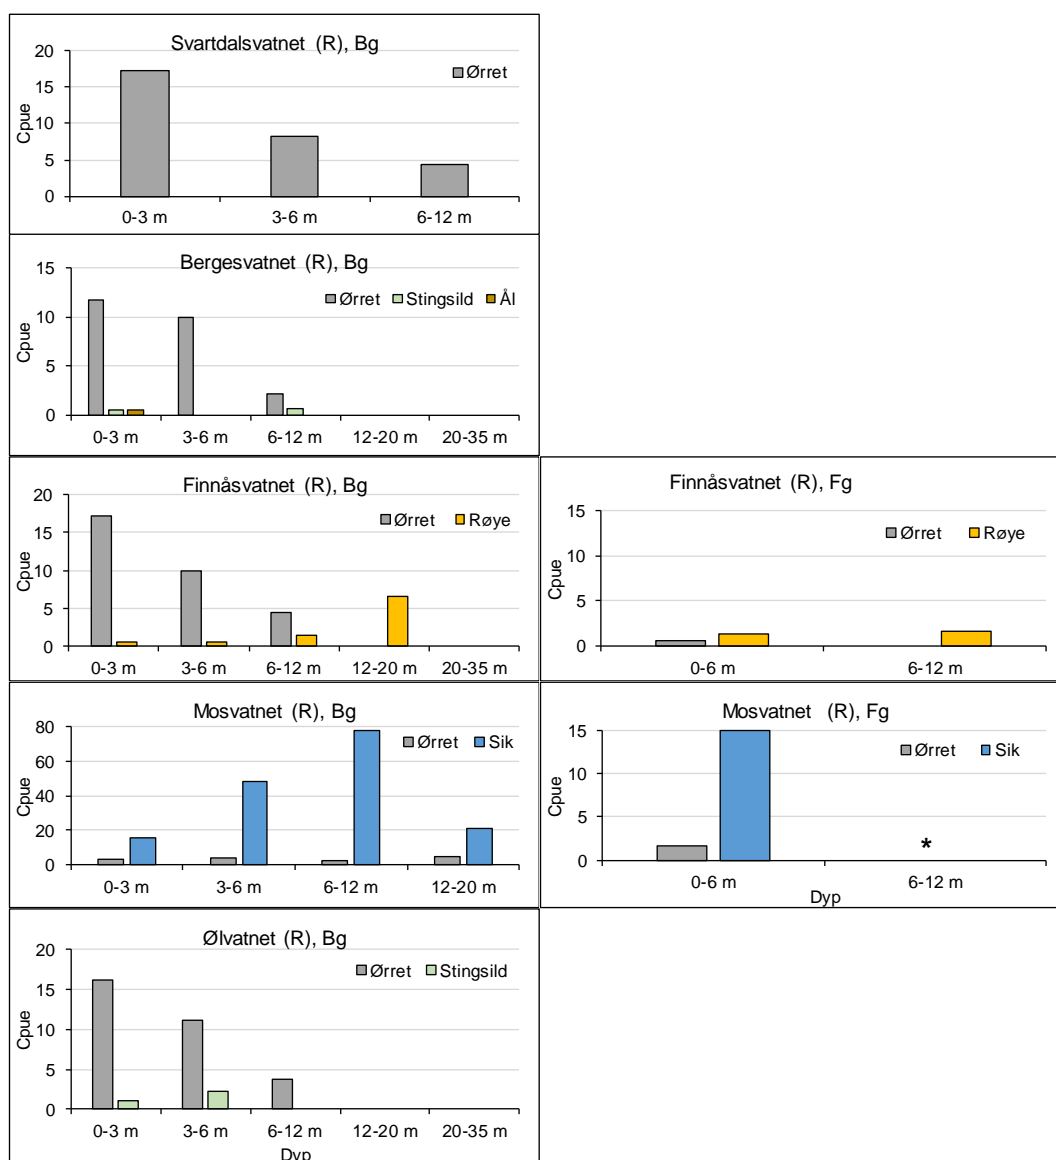 Svartdalsvatnet (R), Bg
Ørret
Cpue
20
15
10
5
0
0-3 m 3-6 m 6-12 m
Bergesvatnet (R), Bg
Ørret Stingsild Ål
Cpue
15
10
5
0
0-3 m 3-6 m 6-12 m 12-20 m 20-35 m
Finnåsvatnet (R), Bg
Ørret Røye
Cpue
20
15
10
5
0
0-3 m 3-6 m 6-12 m 12-20 m 20-35 m
Finnåsvatnet (R), Fg
Ørret Røye
Cpue
15
10
5
0
0-6 m 6-12 m
Mosvatnet (R), Bg
Ørret Sik
Cpue
80
60
40
20
0
0-3 m 3-6 m 6-12 m 12-20 m
Mosvatnet (R), Fg
Ørret Sik
Cpue
15
10
5
0
*
0-6 m 6-12 m
Dyp
Ølvatnet (R), Bg
Ørret Stingsild
Cpue
20
15
10
5
0
0-3 m 3-6 m 6-12 m 12-20 m 20-35 m
Dyp